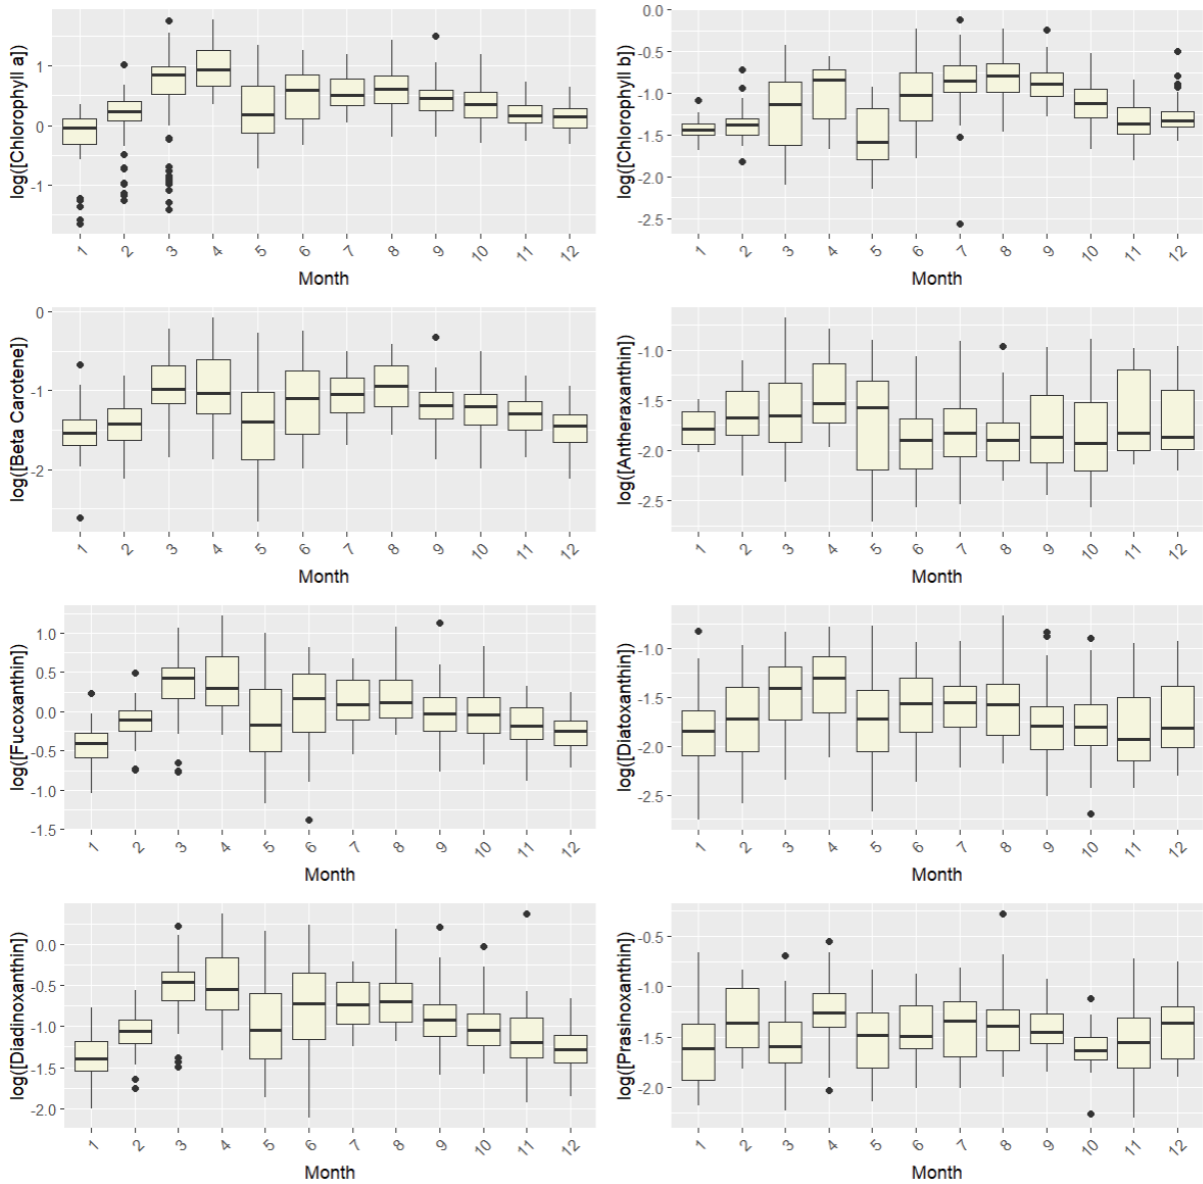 log([Chlorophyll a])
1
0
-1
1 2 3 4 5 6 7 8 9 10 11 12
Month
log([Chlorophyll b])
0.0
-0.5
-1.0
-1.5
-2.0
-2.5
1 2 3 4 5 6 7 8 9 10 11 12
Month
log([Beta Carotene])
0
-1
-2
1 2 3 4 5 6 7 8 9 10 11 12
Month
log([Antheraxanthin])
-1.0
-1.5
-2.0
-2.5
1 2 3 4 5 6 7 8 9 10 11 12
Month
log([Fucoxanthin])
1.0
0.5
0.0
-0.5
-1.0
-1.5
1 2 3 4 5 6 7 8 9 10 11 12
Month
log([Diatoxanthin])
-1.0
-1.5
-2.0
-2.5
1 2 3 4 5 6 7 8 9 10 11 12
Month
log([Diadinoxanthin])
0.0
-0.5
-1.0
-1.5
-2.0
1 2 3 4 5 6 7 8 9 10 11 12
Month
log([Prasinoxanthin])
-0.5
-1.0
-1.5
-2.0
1 2 3 4 5 6 7 8 9 10 11 12
Month